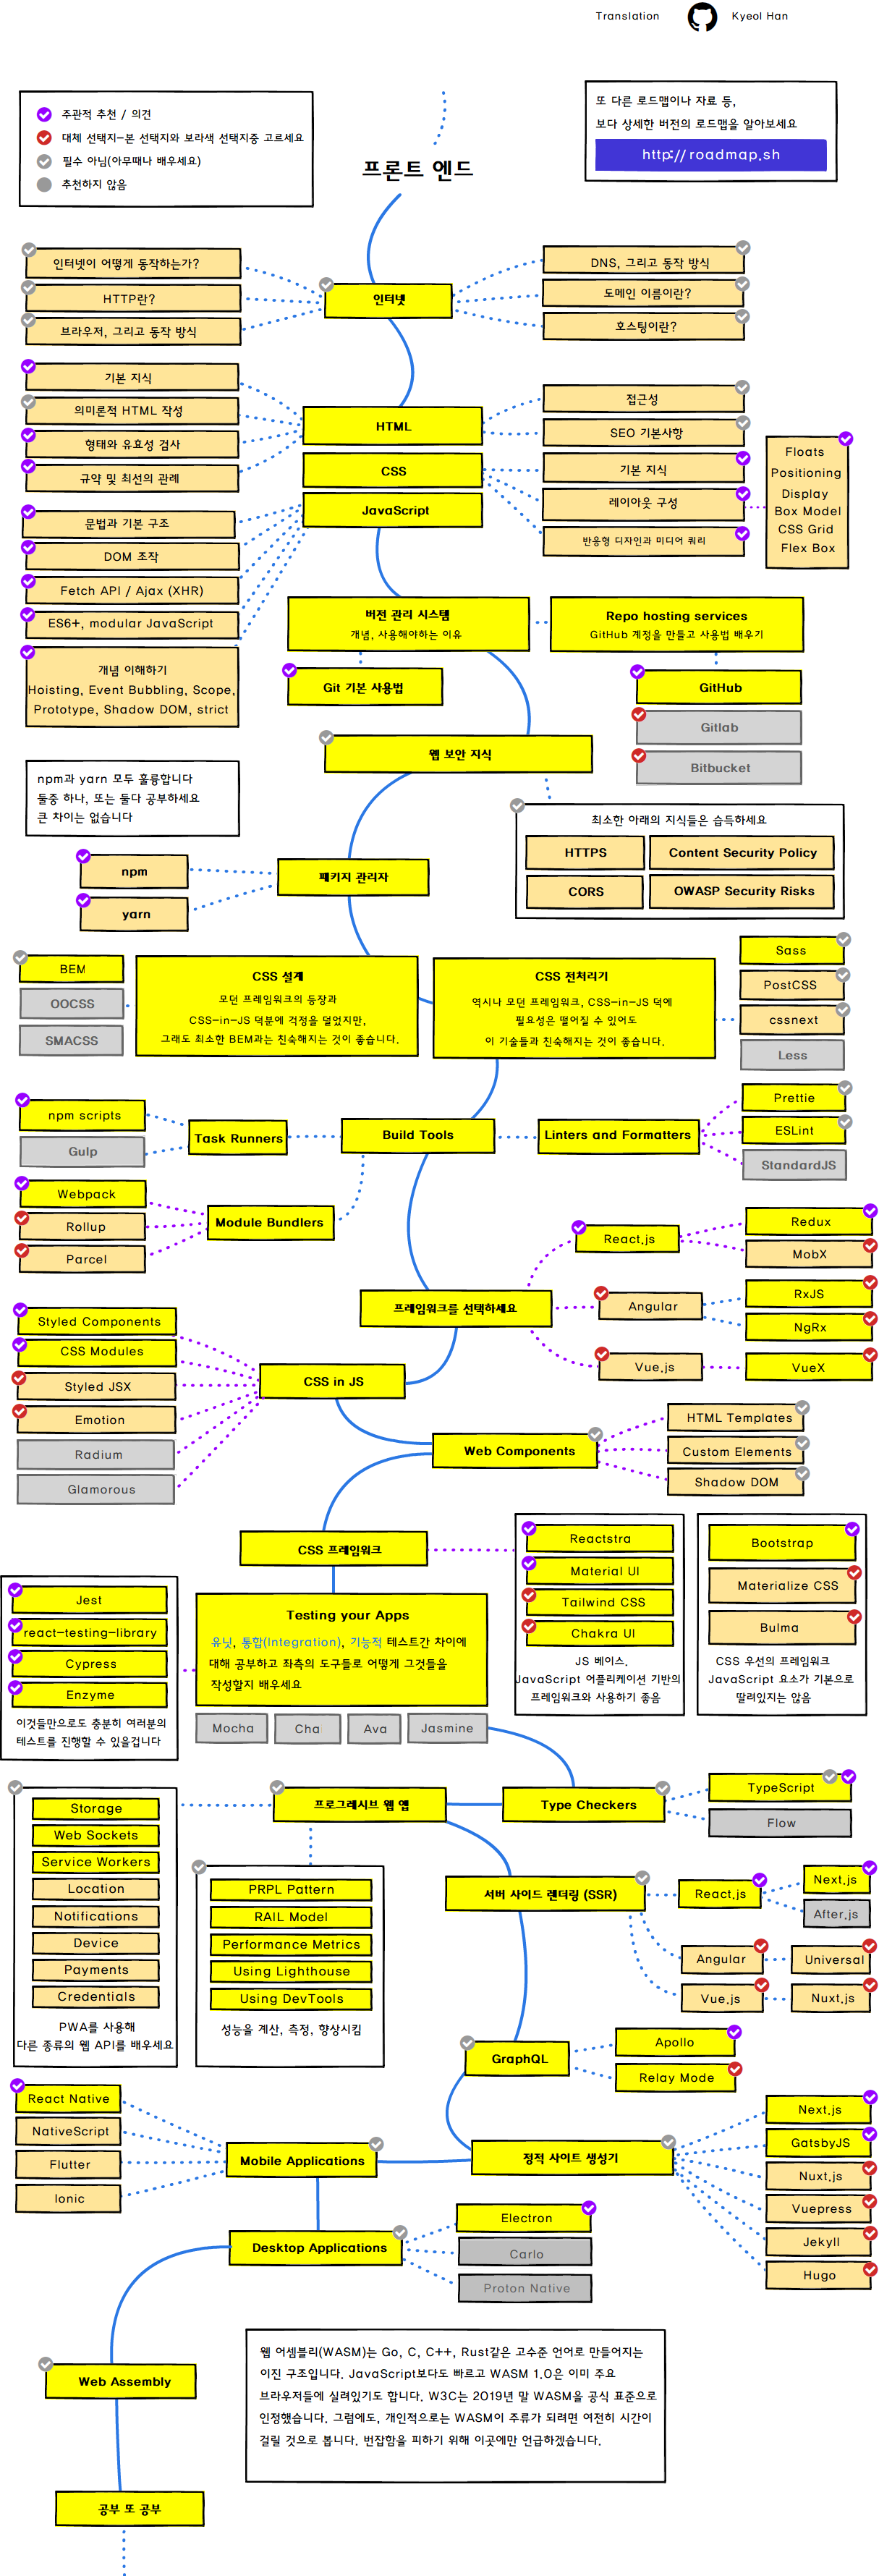 Translation
Kyeol Han
주관적 추천 / 의견
대체 선택지-본 선택지와 보라색 선택지중 고르세요
필수 아님(아무때나 배우세요)
추천하지 않음
또 다른 로드맵이나 자료 등,
보다 상세한 버전의 로드맵을 알아보세요
http://roadmap.sh
프론트 엔드
인터넷이 어떻게 동작하는가?
HTTP란?
브라우저, 그리고 동작 방식
인터넷
DNS, 그리고 동작 방식
도메인 이름이란?
호스팅이란?
기본 지식
의미론적 HTML 작성
형태와 유효성 검사
규약 및 최선의 관례
HTML
CSS
JavaScript
접근성
SEO 기본사항
기본 지식
레이아웃 구성
반응형 디자인과 미디어 쿼리
Floats
Positioning
Display
Box Model
CSS Grid
Flex Box
문법과 기본 구조
DOM 조작
Fetch API / Ajax (XHR)
ES6+, modular JavaScript
개념 이해하기
Hoisting, Event Bubbling, Scope,
Prototype, Shadow DOM, strict
버전 관리 시스템
개념, 사용해야하는 이유
Repo hosting services
GitHub 계정을 만들고 사용법 배우기
Git 기본 사용법
GitHub
Gitlab
Bitbucket
웹 보안 지식
npm과 yarn 모두 훌륭합니다
둘중 하나, 또는 둘다 공부하세요
큰 차이는 없습니다
최소한 아래의 지식들은 습득하세요
HTTPS
Content Security Policy
CORS
OWASP Security Risks
npm
yarn
패키지 관리자
BEM
OOCSS
SMACSS
CSS 설계
모던 프레임워크의 등장과
CSS-in-JS 덕분에 걱정을 덜었지만,
그래도 최소한 BEM과는 친숙해지는 것이 좋습니다.
CSS 전처리기
역시나 모던 프레임워크, CSS-in-JS 덕에
필요성은 떨어질 수 있어도
이 기술들과 친숙해지는 것이 좋습니다.
Sass
PostCSS
cssnext
Less
npm scripts
Gulp
Task Runners
Build Tools
Linters and Formatters
Prettie
ESLint
StandardJS
Webpack
Rollup
Parcel
Module Bundlers
프레임워크를 선택하세요
React.js
Redux
MobX
Angular
RxJS
NgRx
Vue.js
VueX
Styled Components
CSS Modules
Styled JSX
Emotion
Radium
Glamorous
CSS in JS
Web Components
HTML Templates
Custom Elements
Shadow DOM
CSS 프레임워크
Reactstra
Material UI
Tailwind CSS
Chakra UI
JS 베이스.
JavaScript 어플리케이션 기반의
프레임워크와 사용하기 좋음
Bootstrap
Materialize CSS
Bulma
CSS 우선의 프레임워크
JavaScript 요소가 기본으로
딸려있지는 않음
Jest
react-testing-library
Cypress
Enzyme
이것들만으로도 충분히 여러분의
테스트를 진행할 수 있을겁니다
Testing your Apps
유닛, 통합(Integration), 기능적 테스트간 차이에
대해 공부하고 좌측의 도구들로 어떻게 그것들을
작성할지 배우세요
Mocha
Cha
Ava
Jasmine
프로그레시브 웹 앱
Type Checkers
TypeScript
Flow
Storage
Web Sockets
Service Workers
Location
Notifications
Device
Payments
Credentials
PWA를 사용해
다른 종류의 웹 API를 배우세요
PRPL Pattern
RAIL Model
Performance Metrics
Using Lighthouse
Using DevTools
성능을 계산, 측정, 향상시킴
서버 사이드 렌더링 (SSR)
React.js
Next.js
After.js
Angular
Universal
Vue.js
Nuxt.js
GraphQL
Apollo
Relay Mode
React Native
NativeScript
Flutter
Ionic
Mobile Applications
정적 사이트 생성기
Next.js
GatsbyJS
Nuxt.js
Vuepress
Jekyll
Hugo
Desktop Applications
Electron
Carlo
Proton Native
웹 어셈블리(WASM)는 Go, C, C++, Rust같은 고수준 언어로 만들어지는
이진 구조입니다. JavaScript보다도 빠르고 WASM 1.0은 이미 주요
브라우저들에 실려있기도 합니다. W3C는 2019년 말 WASM을 공식 표준으로
인정했습니다. 그럼에도, 개인적으로는 WASM이 주류가 되려면 여전히 시간이
걸릴 것으로 봅니다. 번잡함을 피하기 위해 이곳에만 언급하겠습니다.
Web Assembly
공부 또 공부